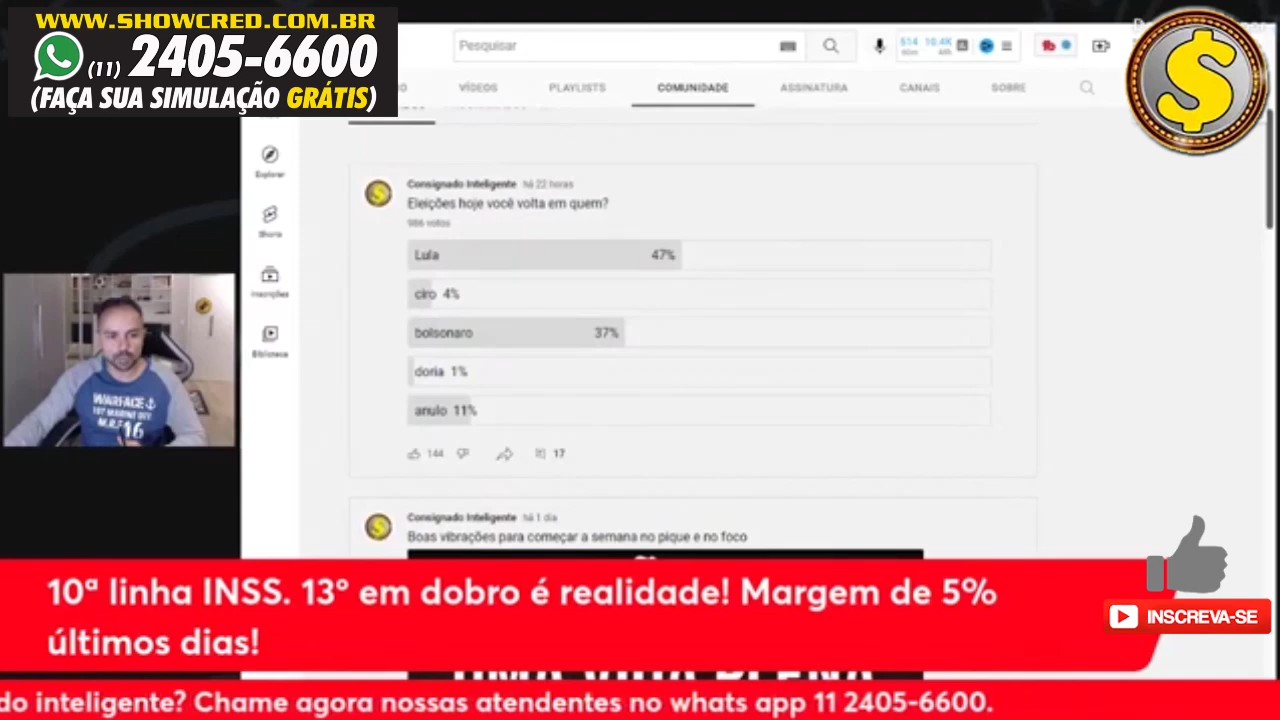 WWW.SHOWCRED.COM.BR
(11) 2405-6600
(FAÇA SUA SIMULAÇÃO GRÁTIS)
Pesquisar
VÍDEOS
PLAYLISTS
COMUNIDADE
ASSINATURA
CANAIS
SOBRE
Explorar
Shorts
Inscrições
Biblioteca
Consignado Inteligente há 22 horas
Eleições hoje você volta em quem?
986 votos
Lula 47%
ciro 4%
bolsonaro 37%
doria 1%
anulo 11%
144
17
Consignado Inteligente há 1 dia
Boas vibrações para começar a semana no pique e no foco
WARFACE
16
10ª linha INSS. 13º em dobro é realidade! Margem de 5%
últimos dias!
INSCREVA-SE
do inteligente? Chame agora nossas atendentes no whats app 11 2405-6600.